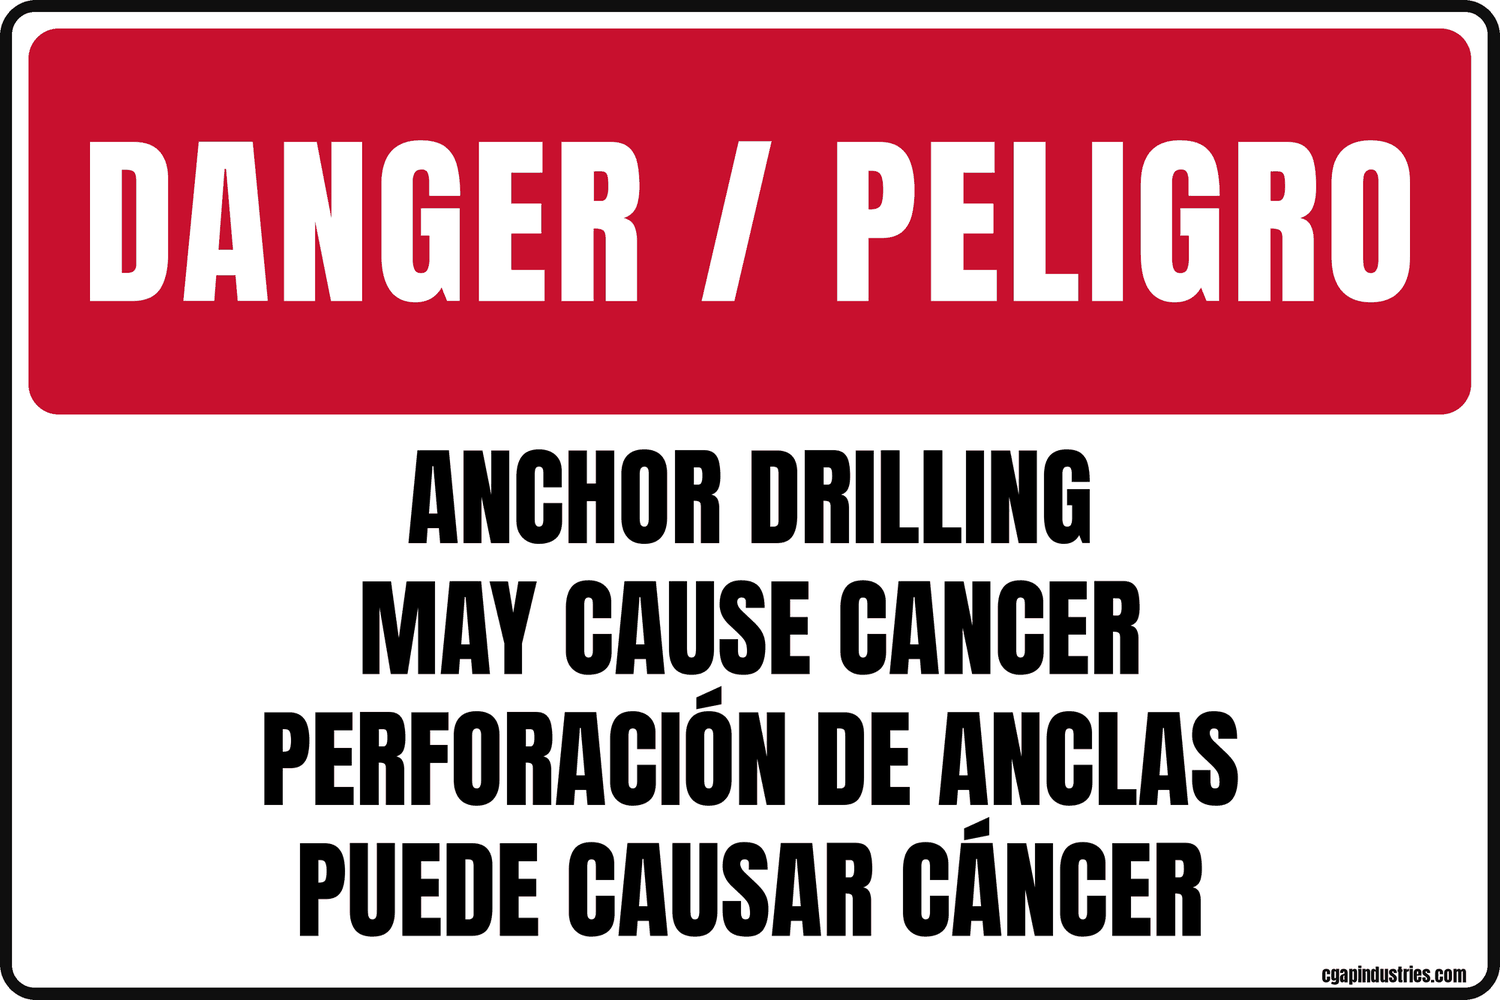 DANGER / PELIGRO
ANCHOR DRILLING
MAY CAUSE CANCER
PERFORACIÓN DE ANCLAS
PUEDE CAUSAR CÁNCER
cgapindustries.com